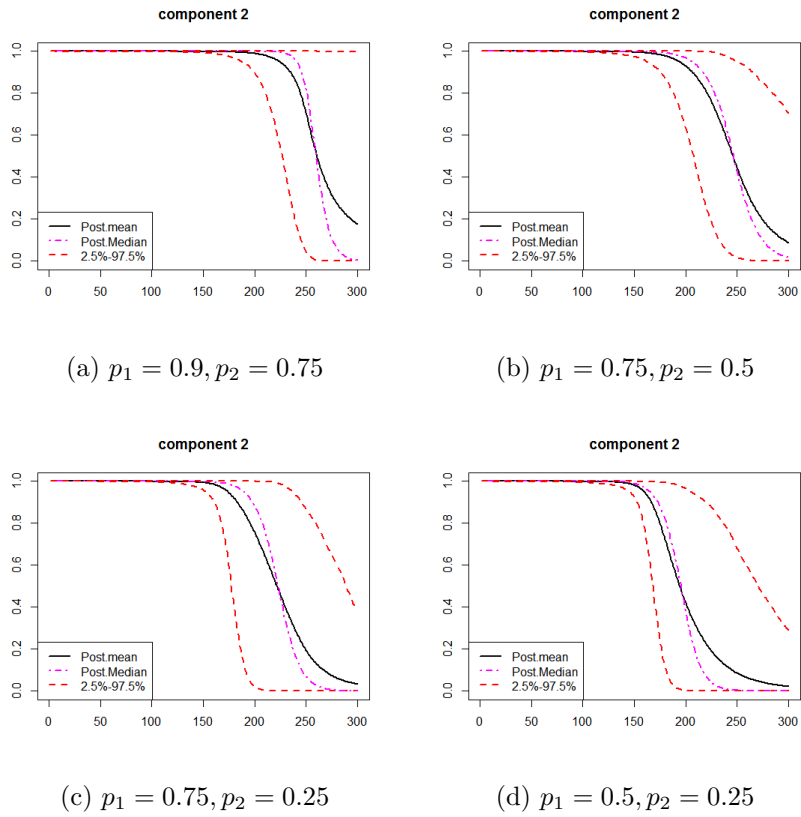 component 2
1.0
0.8
0.6
0.4
0.2
0.0
Post.mean
Post.Median
2.5%-97.5%
0 50 100 150 200 250 300
(a) p₁ = 0.9, p₂ = 0.75
component 2
1.0
0.8
0.6
0.4
0.2
0.0
Post.mean
Post.Median
2.5%-97.5%
0 50 100 150 200 250 300
(b) p₁ = 0.75, p₂ = 0.5
component 2
1.0
0.8
0.6
0.4
0.2
0.0
Post.mean
Post.Median
2.5%-97.5%
0 50 100 150 200 250 300
(c) p₁ = 0.75, p₂ = 0.25
component 2
1.0
0.8
0.6
0.4
0.2
0.0
Post.mean
Post.Median
2.5%-97.5%
0 50 100 150 200 250 300
(d) p₁ = 0.5, p₂ = 0.25